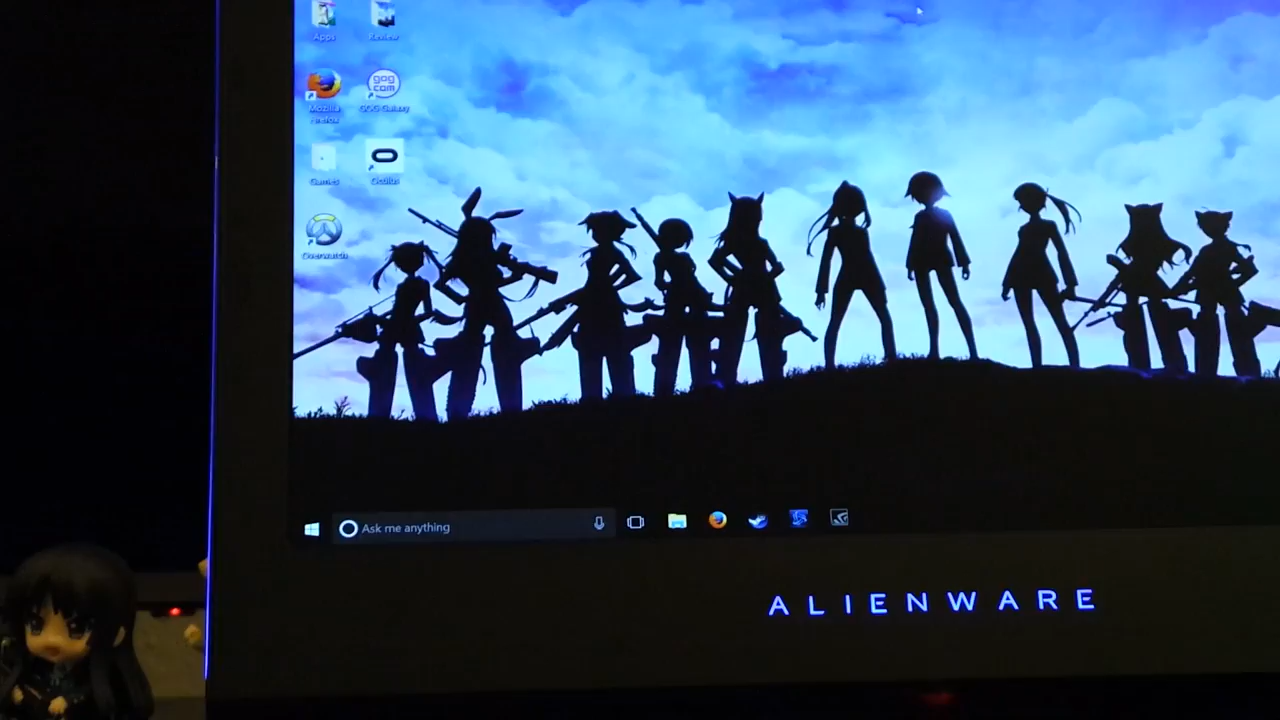 Apps
Review
Mozilla
Firefox
gog
com
GOG Galaxy
Games
Oculus
Overwatch
Ask me anything
ALIENWARE